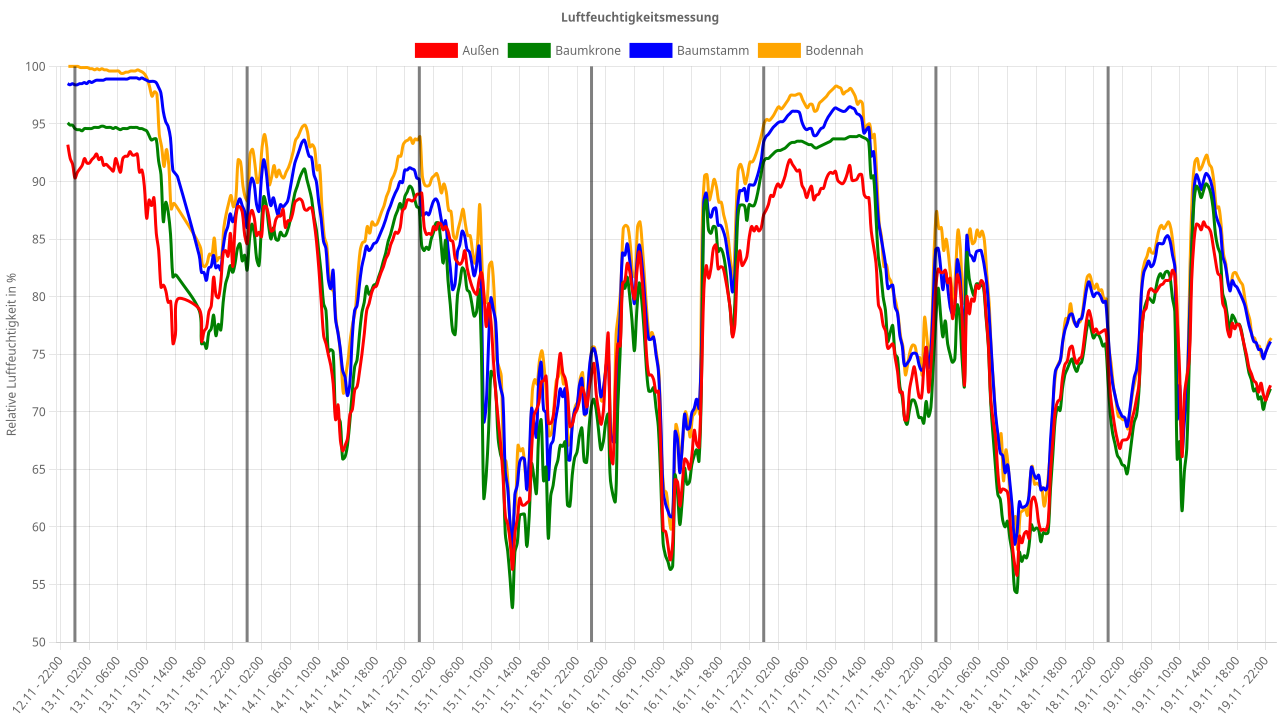 Luftfeuchtigkeitsmessung
Außen Baumkrone Baumstamm Bodennah
Relative Luftfeuchtigkeit in %
100
95
90
85
80
75
70
65
60
55
50
12.11 - 22:00
13.11 - 02:00
13.11 - 06:00
13.11 - 10:00
13.11 - 14:00
13.11 - 18:00
13.11 - 22:00
14.11 - 02:00
14.11 - 06:00
14.11 - 10:00
14.11 - 14:00
14.11 - 18:00
14.11 - 22:00
15.11 - 02:00
15.11 - 06:00
15.11 - 10:00
15.11 - 14:00
15.11 - 18:00
15.11 - 22:00
16.11 - 02:00
16.11 - 06:00
16.11 - 10:00
16.11 - 14:00
16.11 - 18:00
16.11 - 22:00
17.11 - 02:00
17.11 - 06:00
17.11 - 10:00
17.11 - 14:00
17.11 - 18:00
17.11 - 22:00
18.11 - 02:00
18.11 - 06:00
18.11 - 10:00
18.11 - 14:00
18.11 - 18:00
18.11 - 22:00
19.11 - 02:00
19.11 - 06:00
19.11 - 10:00
19.11 - 14:00
19.11 - 18:00
19.11 - 22:00